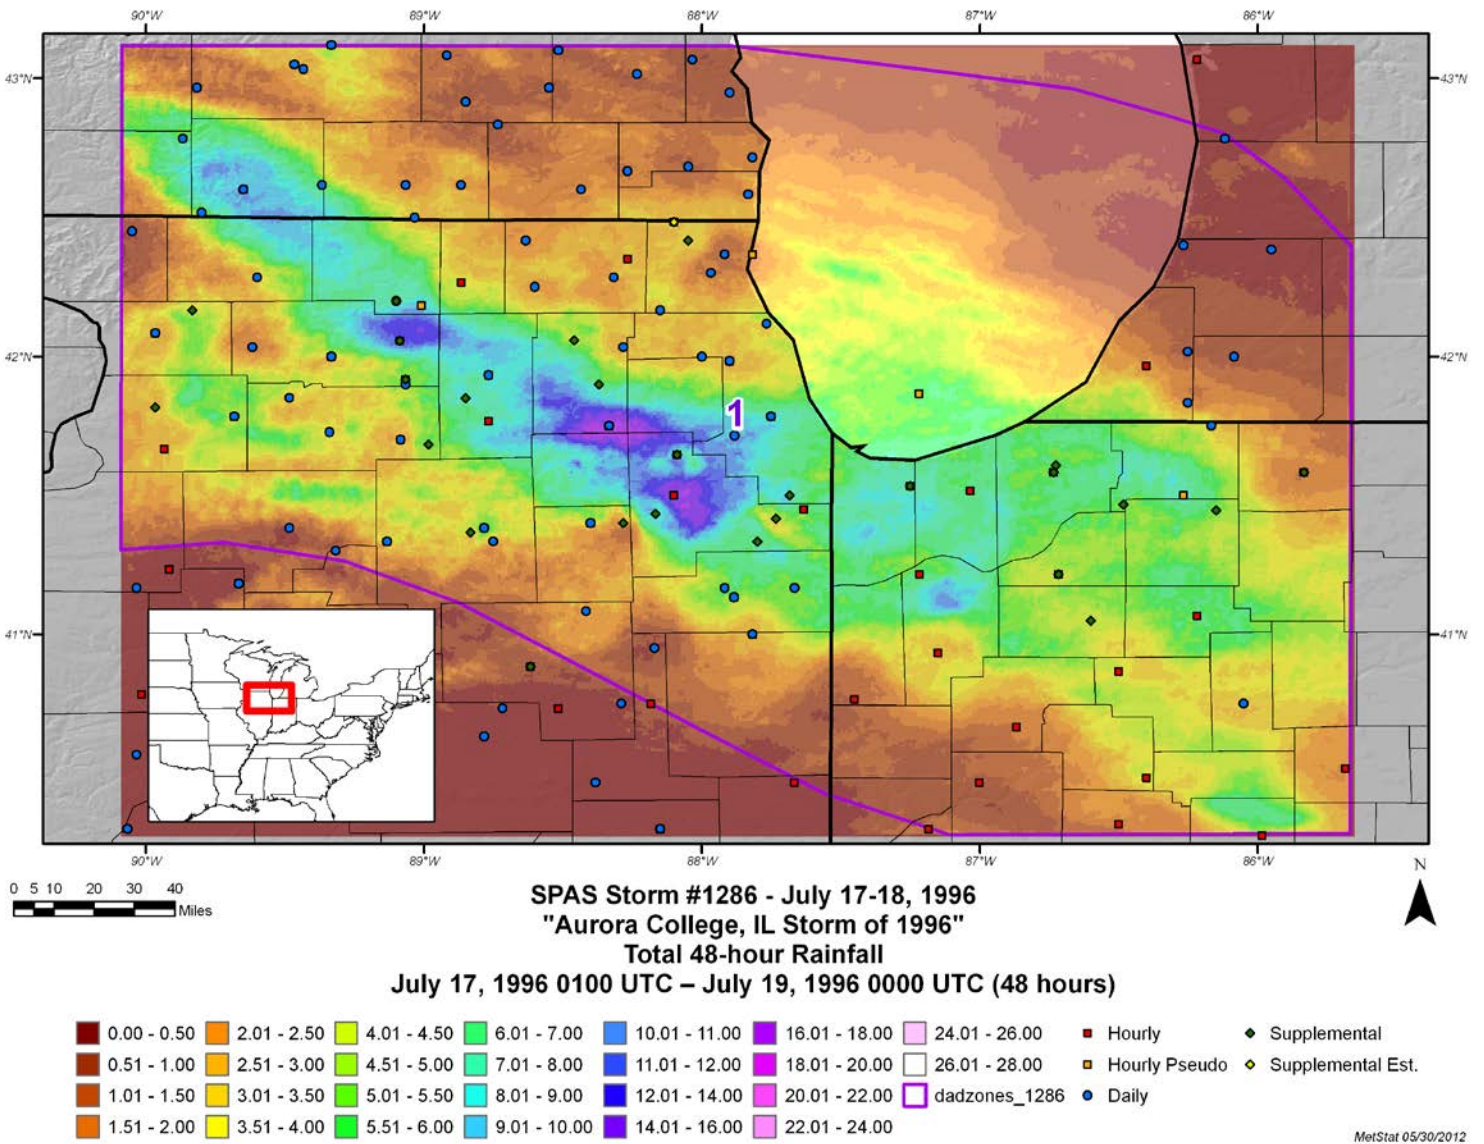 90°W 89°W 88°W 87°W 86°W
43°N 43°N
42°N 42°N
1
41°N 41°N
90°W 89°W 88°W 87°W 86°W
N
0 5 10 20 30 40
Miles
SPAS Storm #1286 - July 17-18, 1996
"Aurora College, IL Storm of 1996"
Total 48-hour Rainfall
July 17, 1996 0100 UTC – July 19, 1996 0000 UTC (48 hours)
0.00 - 0.50 2.01 - 2.50 4.01 - 4.50 6.01 - 7.00 10.01 - 11.00 16.01 - 18.00 24.01 - 26.00 Hourly Supplemental
0.51 - 1.00 2.51 - 3.00 4.51 - 5.00 7.01 - 8.00 11.01 - 12.00 18.01 - 20.00 26.01 - 28.00 Hourly Pseudo Supplemental Est.
1.01 - 1.50 3.01 - 3.50 5.01 - 5.50 8.01 - 9.00 12.01 - 14.00 20.01 - 22.00 dadzones_1286 Daily
1.51 - 2.00 3.51 - 4.00 5.51 - 6.00 9.01 - 10.00 14.01 - 16.00 22.01 - 24.00
MetStat 05/30/2012